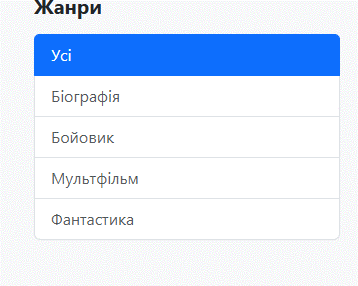 Жанри
Усі
Біографія
Бойовик
Мультфільм
Фантастика